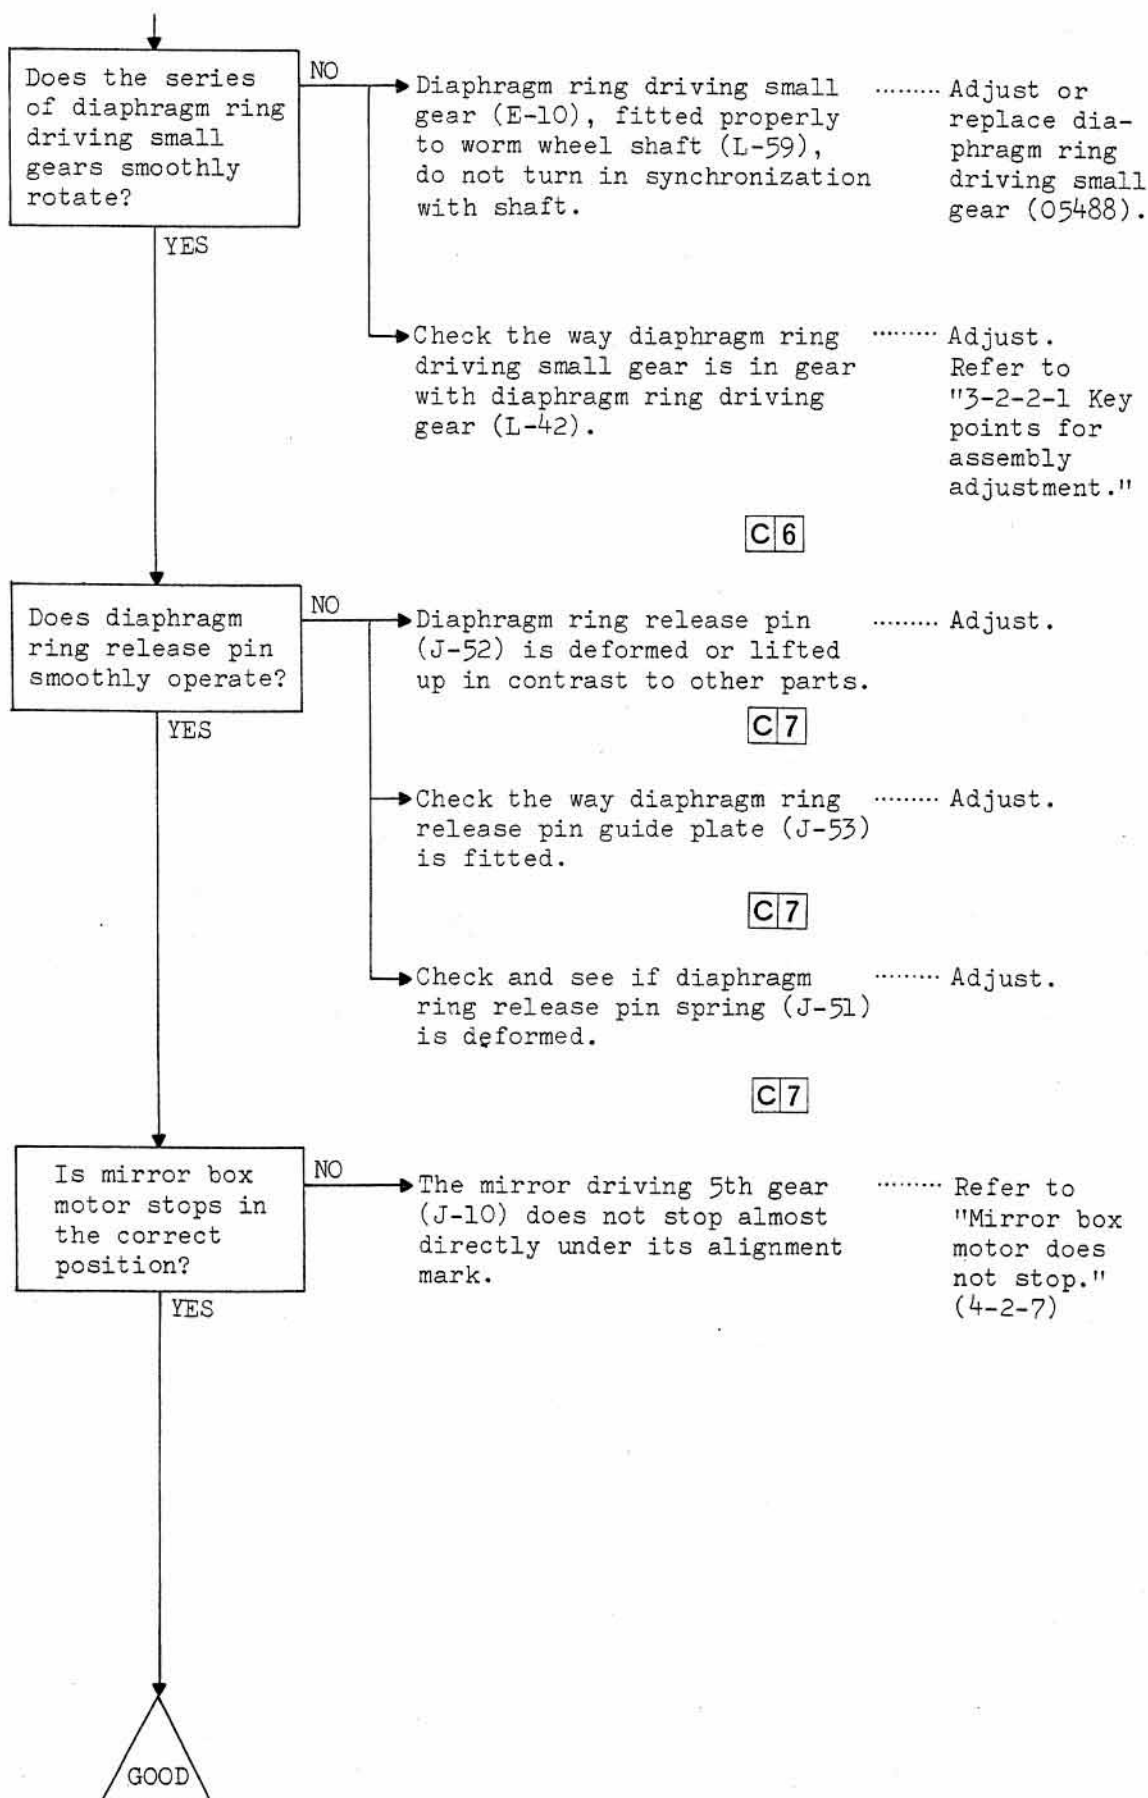 Does the series
of diaphragm ring
driving small
gears smoothly
rotate?
NO
YES
Diaphragm ring driving small
gear (E-10), fitted properly
to worm wheel shaft (L-59),
do not turn in synchronization
with shaft.
········· Adjust or
replace dia-
phragm ring
driving small
gear (05488).
Check the way diaphragm ring
driving small gear is in gear
with diaphragm ring driving
gear (L-42).
········· Adjust.
Refer to
"3-2-2-1 Key
points for
assembly
adjustment."
C 6
Does diaphragm
ring release pin
smoothly operate?
NO
YES
Diaphragm ring release pin
(J-52) is deformed or lifted
up in contrast to other parts.
········· Adjust.
C 7
Check the way diaphragm ring
release pin guide plate (J-53)
is fitted.
········· Adjust.
C 7
Check and see if diaphragm
ring release pin spring (J-51)
is deformed.
········· Adjust.
C 7
Is mirror box
motor stops in
the correct
position?
NO
YES
The mirror driving 5th gear
(J-10) does not stop almost
directly under its alignment
mark.
········· Refer to
"Mirror box
motor does
not stop."
(4-2-7)
GOOD